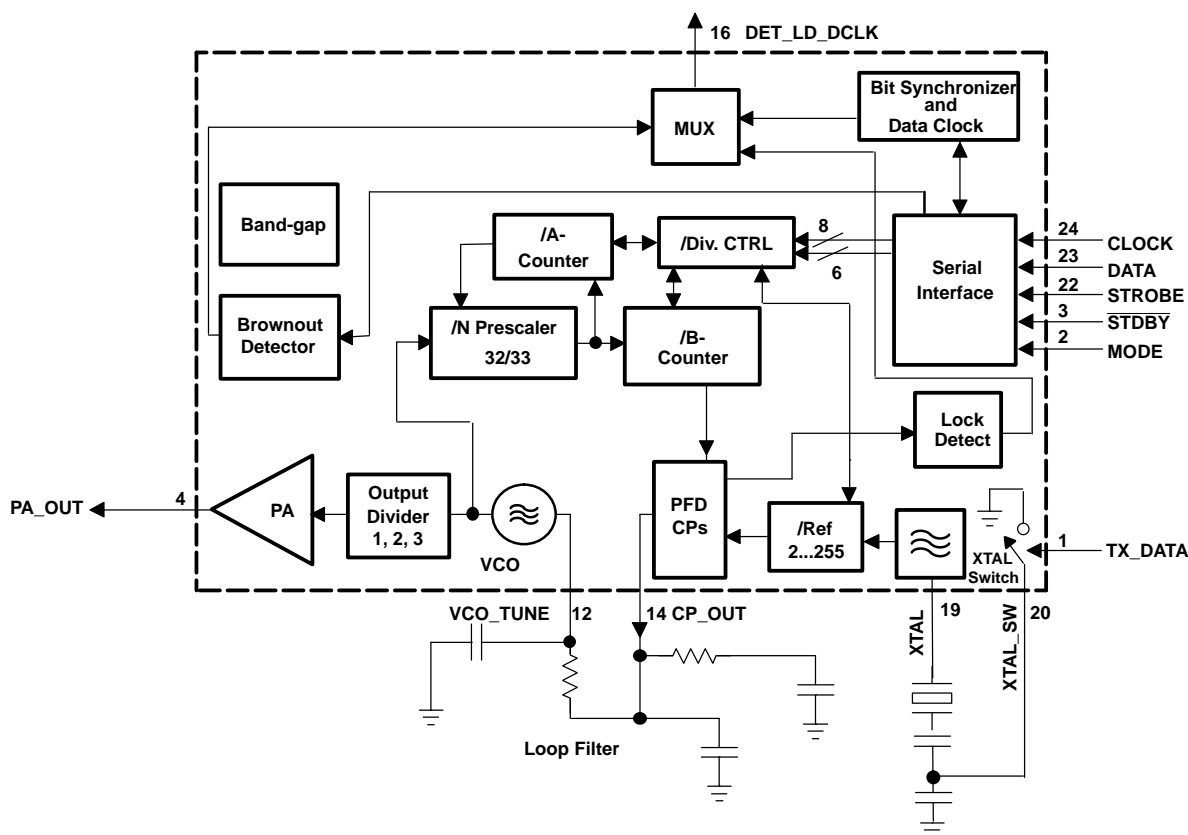 16 DET_LD_DCLK
Bit Synchronizer
and
Data Clock
MUX
Band-gap
/A-
Counter
/Div. CTRL
8
6
Serial
Interface
24
CLOCK
23
DATA
22
STROBE
3
STDBY
2
MODE
Brownout
Detector
/N Prescaler
32/33
/B-
Counter
Lock
Detect
PA_OUT
4
PA
Output
Divider
1, 2, 3
VCO
PFD
CPs
/Ref
2...255
XTAL
Switch
1
TX_DATA
VCO_TUNE
12
14 CP_OUT
19
20
XTAL
XTAL_SW
Loop Filter